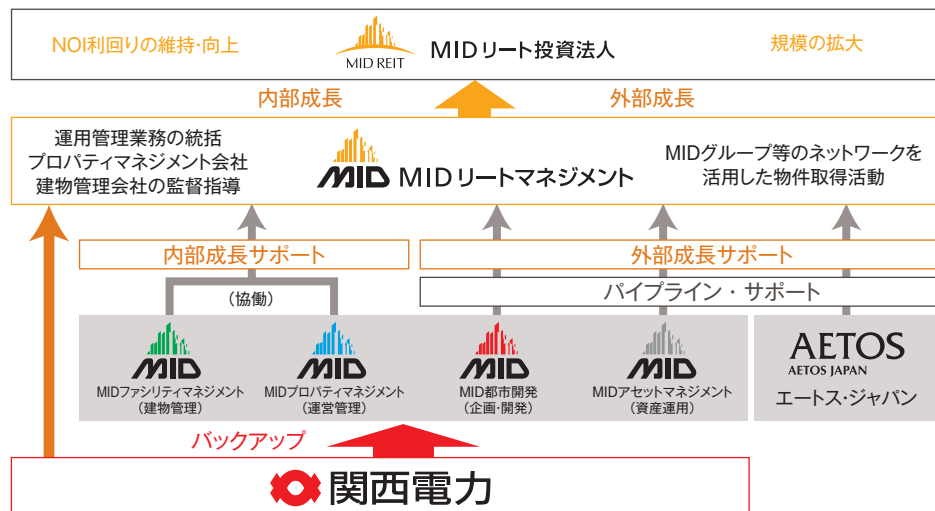 NOI利回りの維持・向上
MID REIT
MIDリート投資法人
規模の拡大
内部成長
外部成長
運用管理業務の統括
プロパティマネジメント会社
建物管理会社の監督指導
MID
MIDリートマネジメント
MIDグループ等のネットワークを
活用した物件取得活動
内部成長サポート
外部成長サポート
(協働)
パイプライン・サポート
MID
MIDファシリティマネジメント
(建物管理)
MID
MIDプロパティマネジメント
(運営管理)
MID
MID都市開発
(企画・開発)
MID
MIDアセットマネジメント
(資産運用)
AETOS
AETOS JAPAN
エートス・ジャパン
バックアップ
関西電力